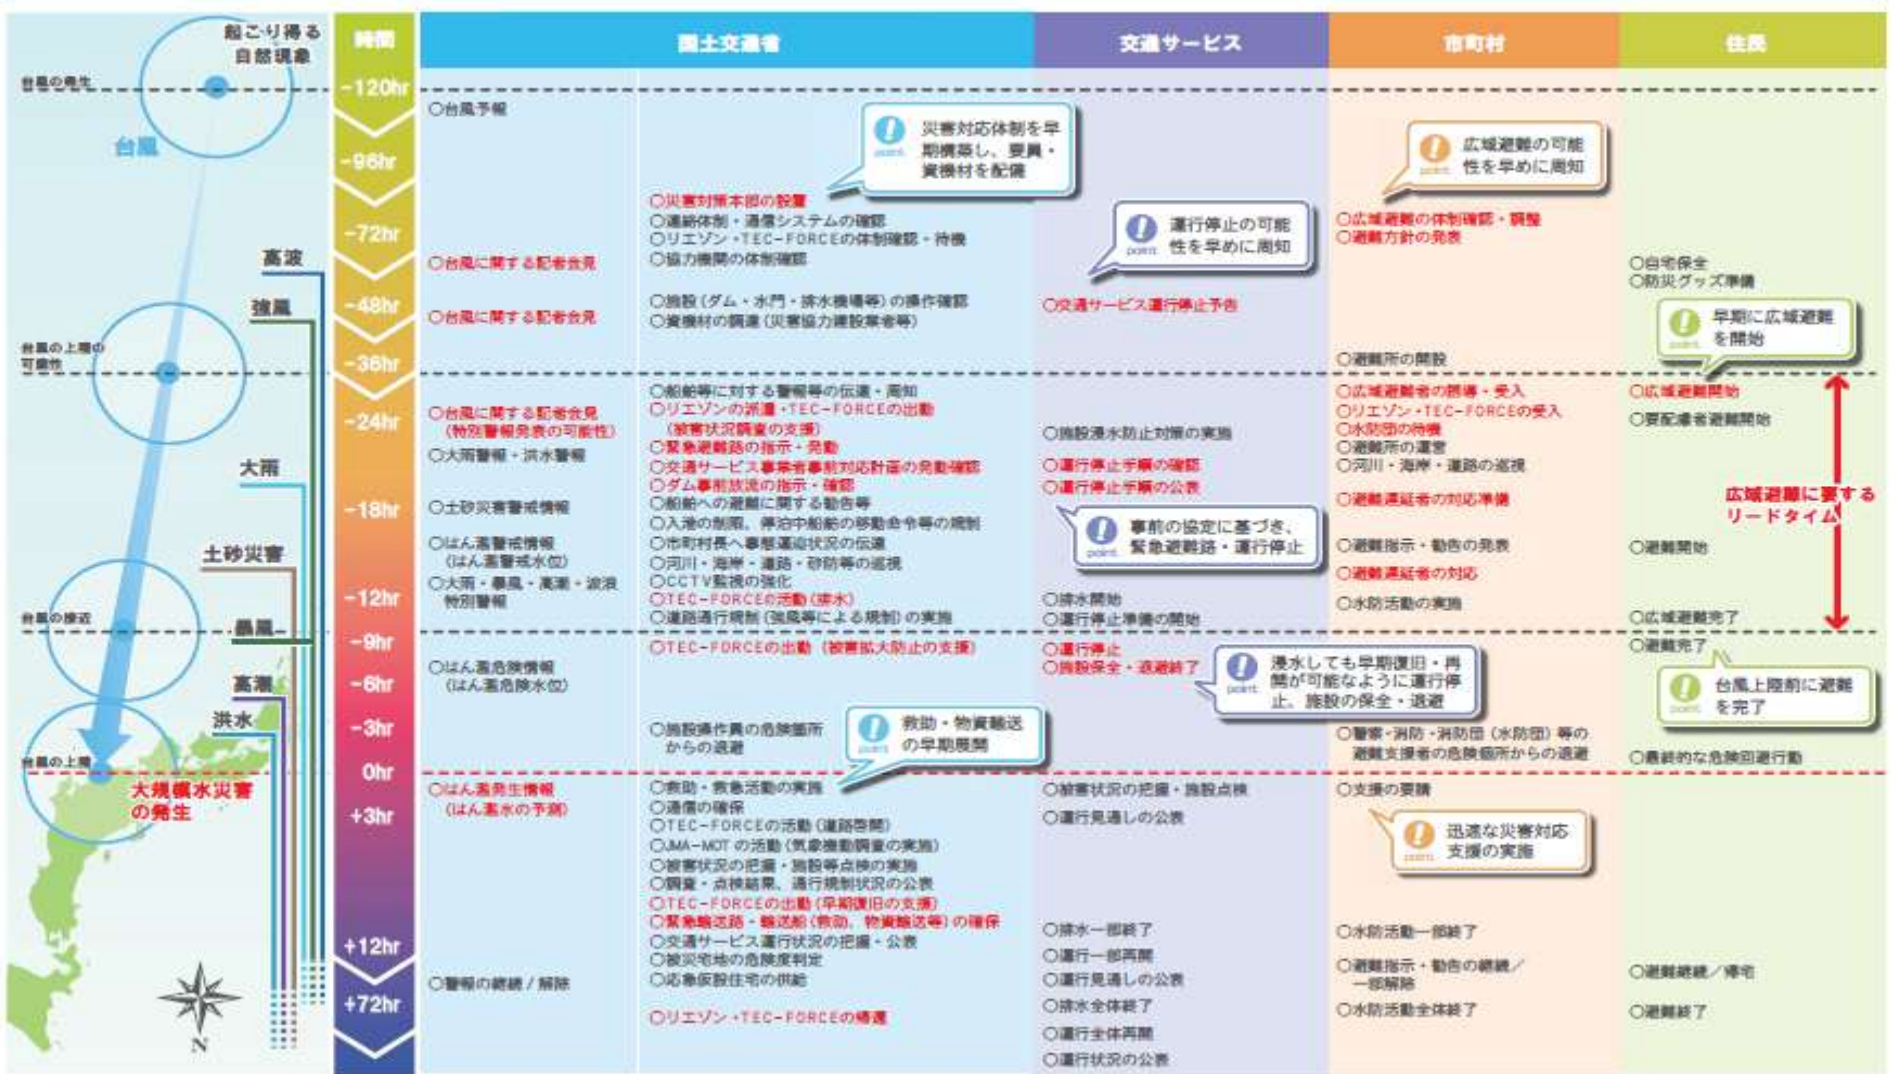 起こり得る
自然現象
時間
国土交通省
交通サービス
市町村
住民
台風の発生
台風
高波
強風
台風の上陸の
可能性
大雨
土砂災害
台風の接近
暴風
高潮
洪水
台風の上陸
大規模水災害
の発生
N
-120hr
-96hr
-72hr
-48hr
-36hr
-24hr
-18hr
-12hr
-9hr
-6hr
-3hr
0hr
+3hr
+12hr
+72hr
○台風予報
○台風に関する記者会見
○台風に関する記者会見
○台風に関する記者会見
(特別警報発表の可能性)
○大雨警報・洪水警報
○土砂災害警戒情報
○はん濫警戒情報
(はん濫警戒水位)
○大雨・暴風・高潮・波浪
特別警報
○はん濫危険情報
(はん濫危険水位)
○はん濫発生情報
(はん濫水の予測)
○警報の継続/解除
! point
災害対応体制を早
期構築し、要員・
資機材を配備
○災害対策本部の設置
○連絡体制・通信システムの確認
○リエゾン・TEC-FORCEの体制確認・待機
○協力機関の体制確認
○施設(ダム・水門・排水機場等)の操作確認
○資機材の調達(災害協力建設業者等)
○船舶等に対する警報等の伝達・周知
○リエゾンの派遣・TEC-FORCEの出動
(被害状況調査の支援)
○緊急避難路の指示・発動
○交通サービス事業者事前対応計画の発動確認
○ダム事前放流の指示・確認
○船舶への避難に関する勧告等
○入港の制限、停泊中船舶の移動命令等の規制
○市町村長へ事態逼迫状況の伝達
○河川・海岸・道路・砂防等の巡視
○CCTV監視の強化
○TEC-FORCEの活動(排水)
○道路通行規制(強風等による規制)の実施
○TEC-FORCEの出動(被害拡大防止の支援)
○施設操作員の危険箇所
からの退避
! point
救助・物資輸送
の早期展開
○救助・救急活動の実施
○通信の確保
○TEC-FORCEの活動(道路啓開)
○JMA-MOTの活動(気象機動調査の実施)
○被害状況の把握・施設等点検の実施
○調査・点検結果、通行規制状況の公表
○TEC-FORCEの出動(早期復旧の支援)
○緊急輸送路・輸送船(救助、物資輸送等)の確保
○交通サービス運行状況の把握・公表
○被災宅地の危険度判定
○応急仮設住宅の供給
○リエゾン・TEC-FORCEの帰還
! point
運行停止の可能
性を早めに周知
○交通サービス運行停止予告
○施設浸水防止対策の実施
○運行停止手順の確認
○運行停止手順の公表
! point
事前の協定に基づき、
緊急避難路・運行停止
○排水開始
○運行停止準備の開始
○運行停止
○施設保全・退避終了
! point
浸水しても早期復旧・再
開が可能なように運行停
止、施設の保全・退避
○被害状況の把握・施設点検
○運行見通しの公表
○排水一部終了
○運行一部再開
○運行見通しの公表
○排水全体終了
○運行全体再開
○運行状況の公表
! point
広域避難の可能
性を早めに周知
○広域避難の体制確認・調整
○避難方針の発表
○避難所の開設
○広域避難者の誘導・受入
○リエゾン・TEC-FORCEの受入
○水防団の待機
○避難所の運営
○河川・海岸・道路の巡視
○避難遅延者の対応準備
○避難指示・勧告の発表
○避難遅延者の対応
○水防活動の実施
○警察・消防・消防団(水防団)等の
避難支援者の危険箇所からの退避
○支援の要請
! point
迅速な災害対応
支援の実施
○水防活動一部終了
○避難指示・勧告の継続/
一部解除
○水防活動全体終了
○自宅保全
○防災グッズ準備
! point
早期に広域避難
を開始
○広域避難開始
○要配慮者避難開始
広域避難に要する
リードタイム
○避難開始
○広域避難完了
○避難完了
! point
台風上陸前に避難
を完了
○最終的な危険回避行動
○避難継続/帰宅
○避難終了